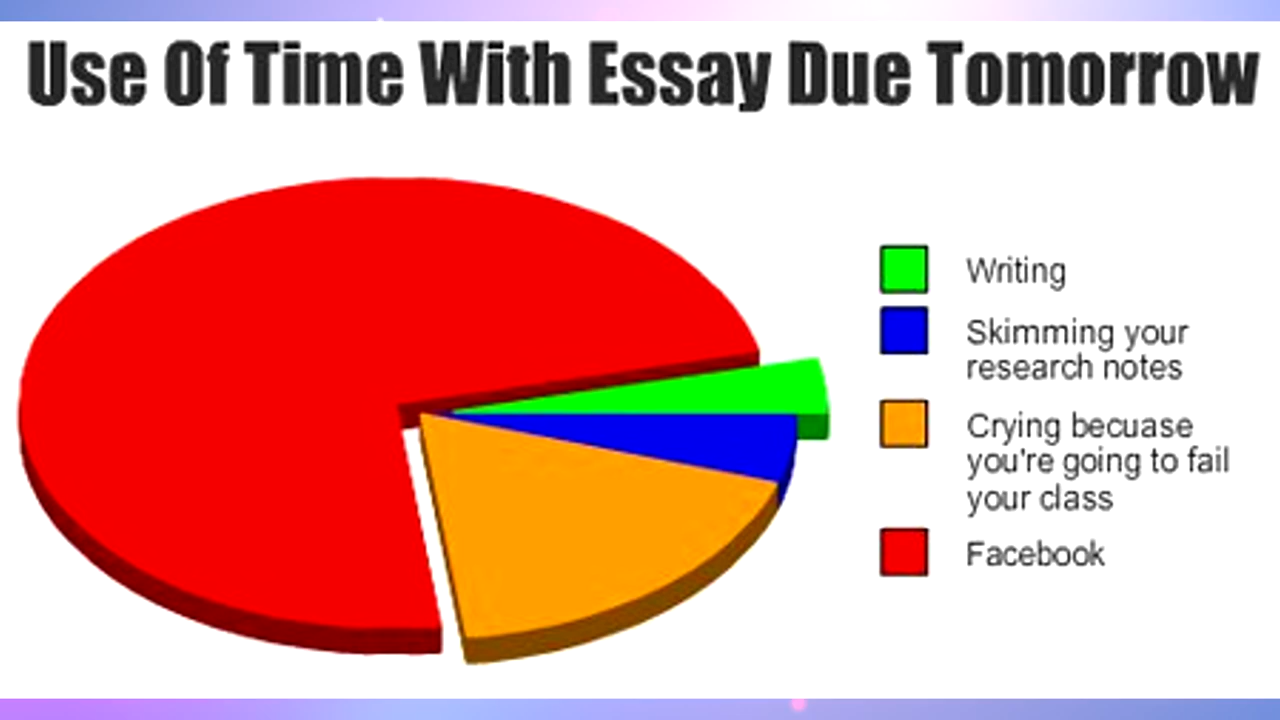 Use Of Time With Essay Due Tomorrow
Writing
Skimming your
research notes
Crying becuase
you're going to fail
your class
Facebook